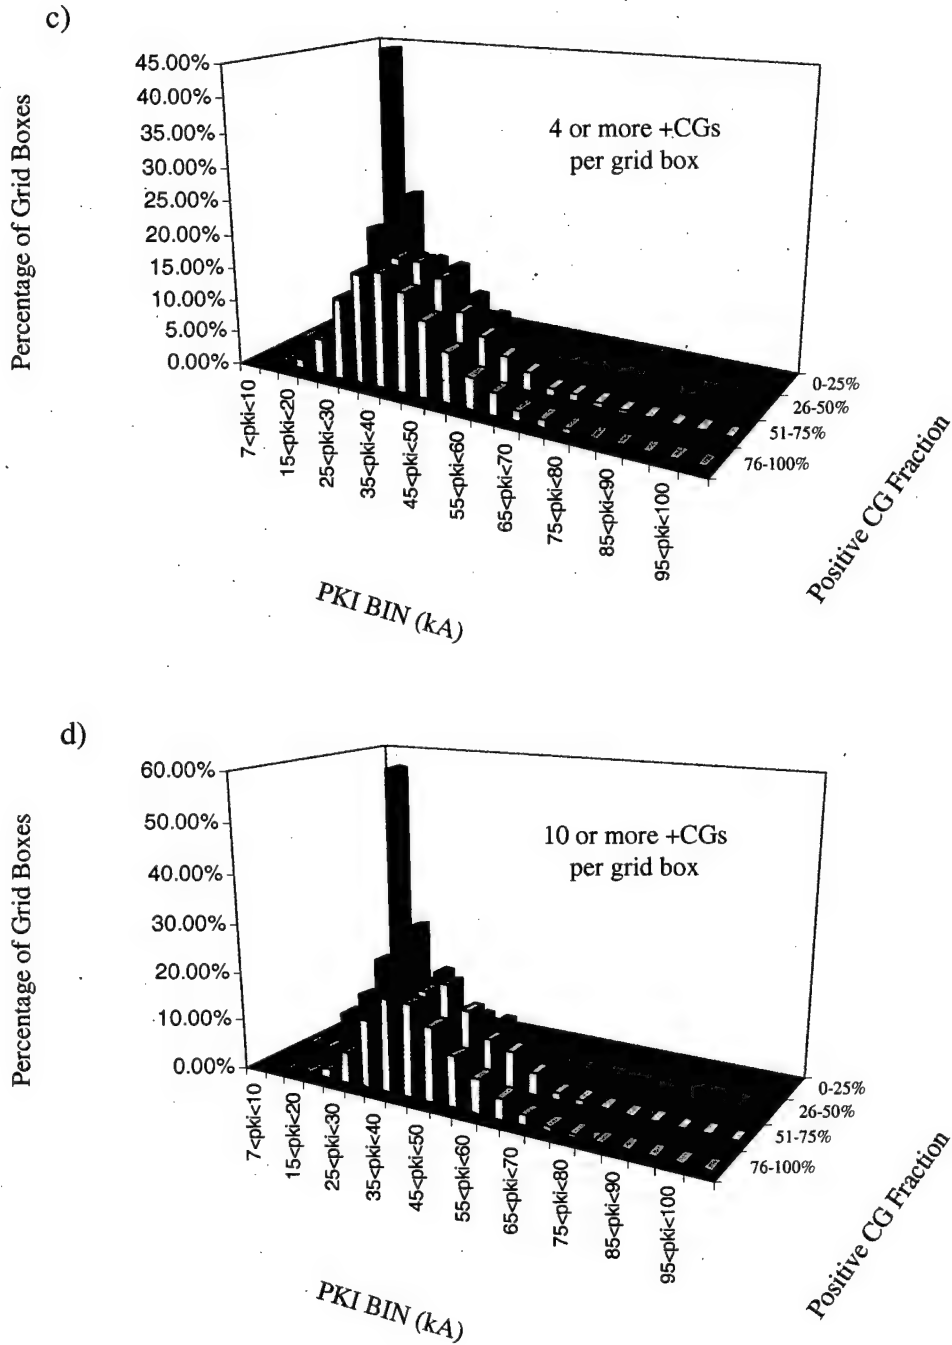 c)
Percentage of Grid Boxes
45.00%
40.00%
35.00%
30.00%
25.00%
20.00%
15.00%
10.00%
5.00%
0.00%
4 or more +CGs
per grid box
7<pki<10
15<pki<20
25<pki<30
35<pki<40
45<pki<50
55<pki<60
65<pki<70
75<pki<80
85<pki<90
95<pki<100
0-25%
26-50%
51-75%
76-100%
Positive CG Fraction
PKI BIN (kA)
d)
Percentage of Grid Boxes
60.00%
50.00%
40.00%
30.00%
20.00%
10.00%
0.00%
10 or more +CGs
per grid box
7<pki<10
15<pki<20
25<pki<30
35<pki<40
45<pki<50
55<pki<60
65<pki<70
75<pki<80
85<pki<90
95<pki<100
0-25%
26-50%
51-75%
76-100%
Positive CG Fraction
PKI BIN (kA)